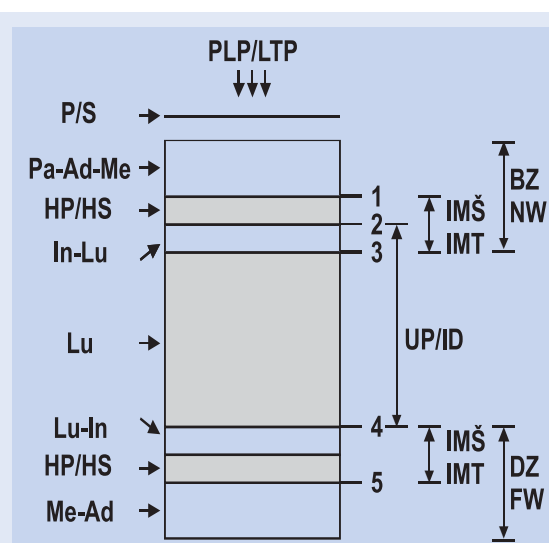 PLP/LTP
P/S
Pa-Ad-Me
HP/HS
In-Lu
Lu
Lu-In
HP/HS
Me-Ad
1
2
3
4
5
IMŠ
IMT
BZ
NW
UP/ID
IMŠ
IMT
DZ
FW